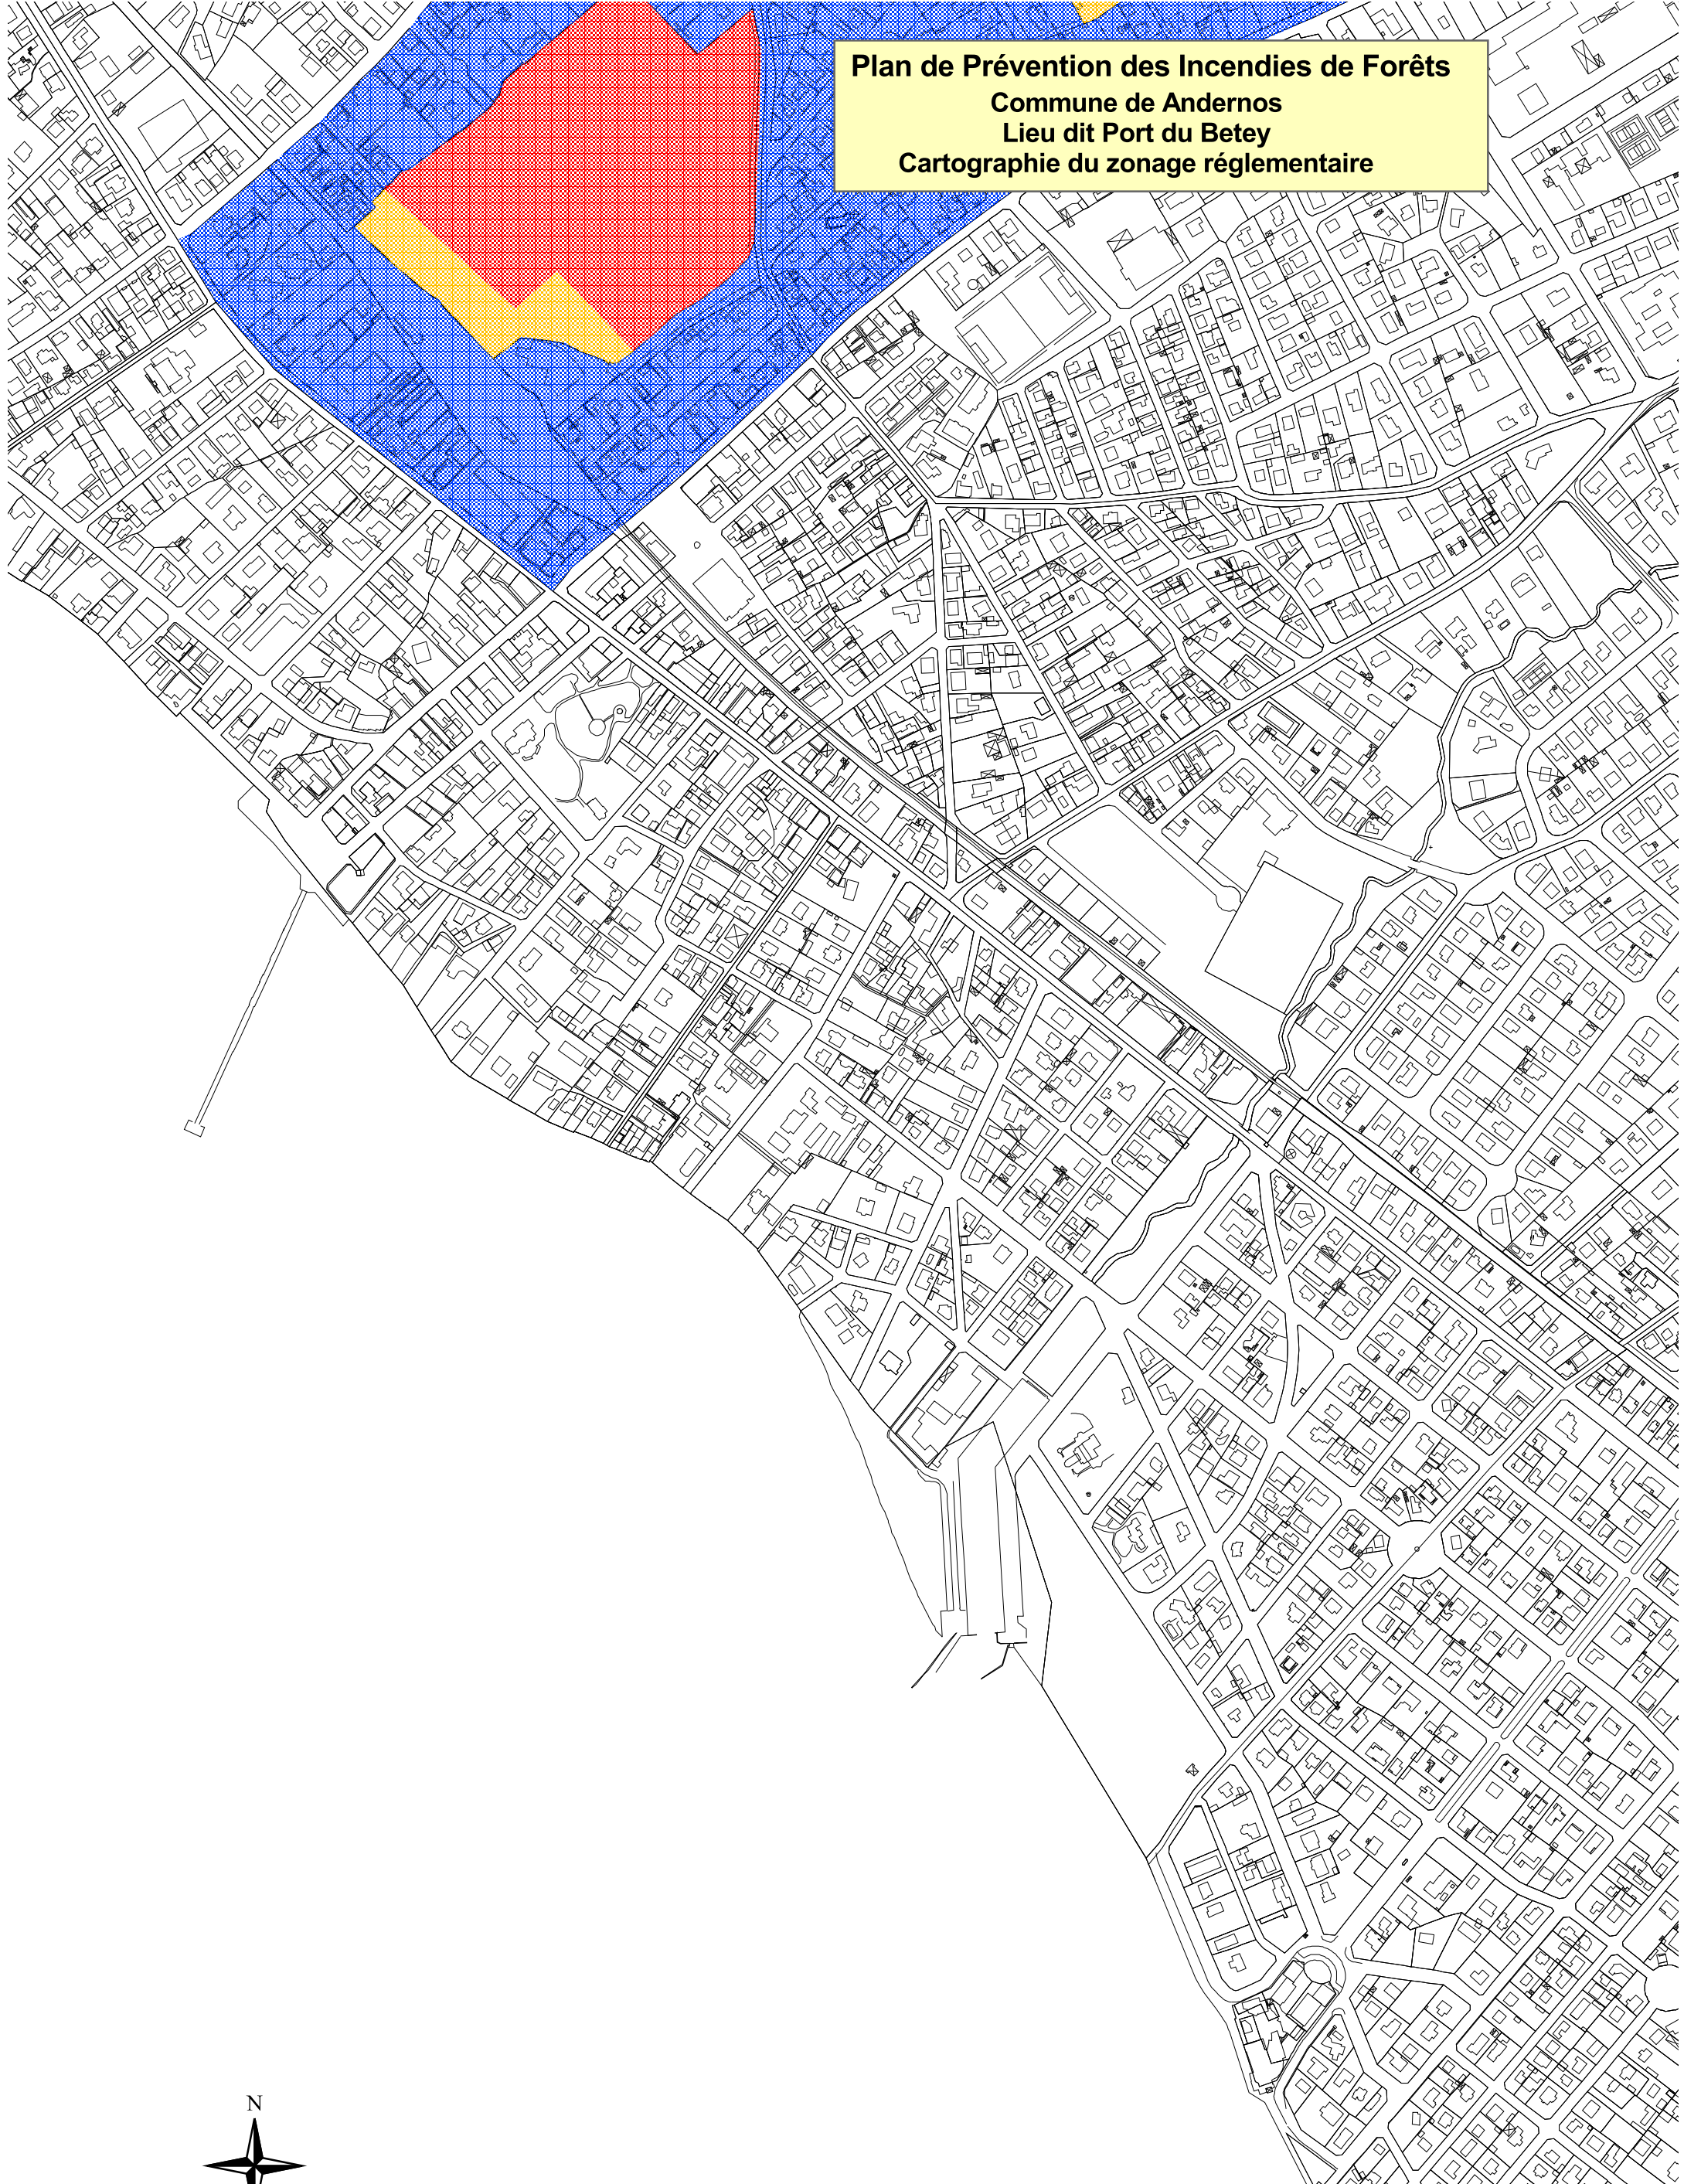 Plan de Prévention des Incendies de Forêts
Commune de Andernos
Lieu dit Port du Betey
Cartographie du zonage réglementaire
N